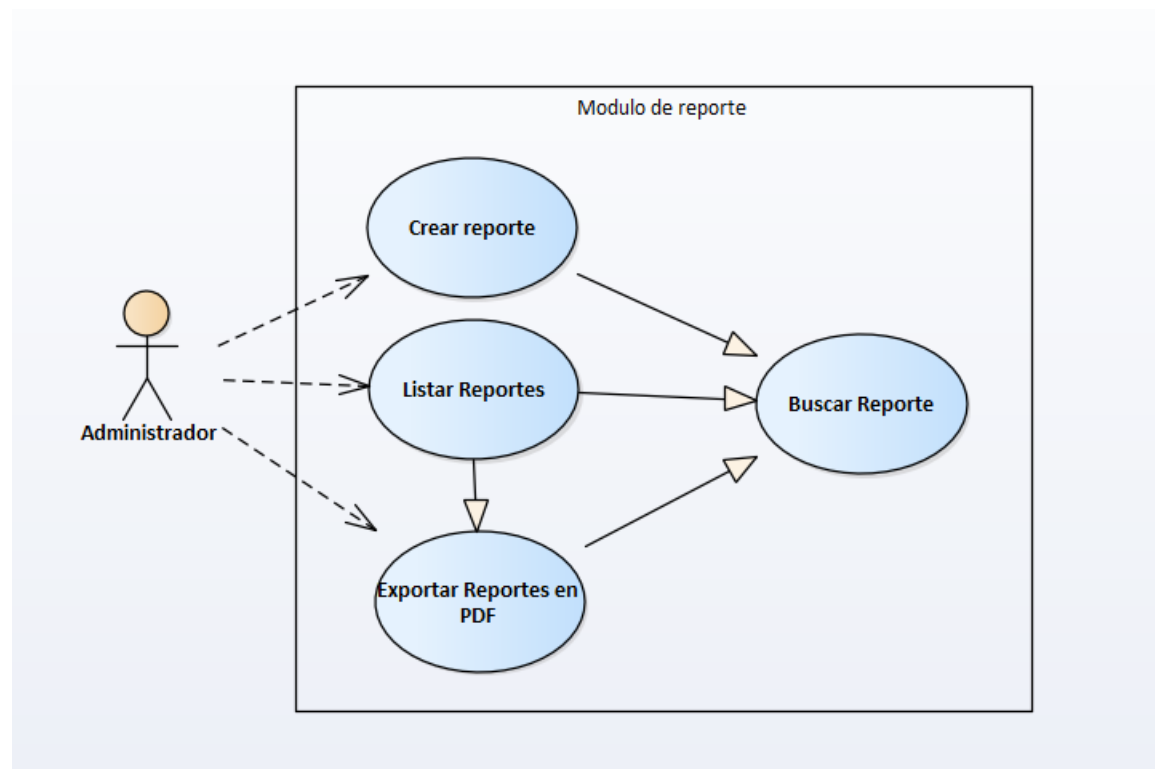 Modulo de reporte
Crear reporte
Listar Reportes
Buscar Reporte
Administrador
Exportar Reportes en
PDF